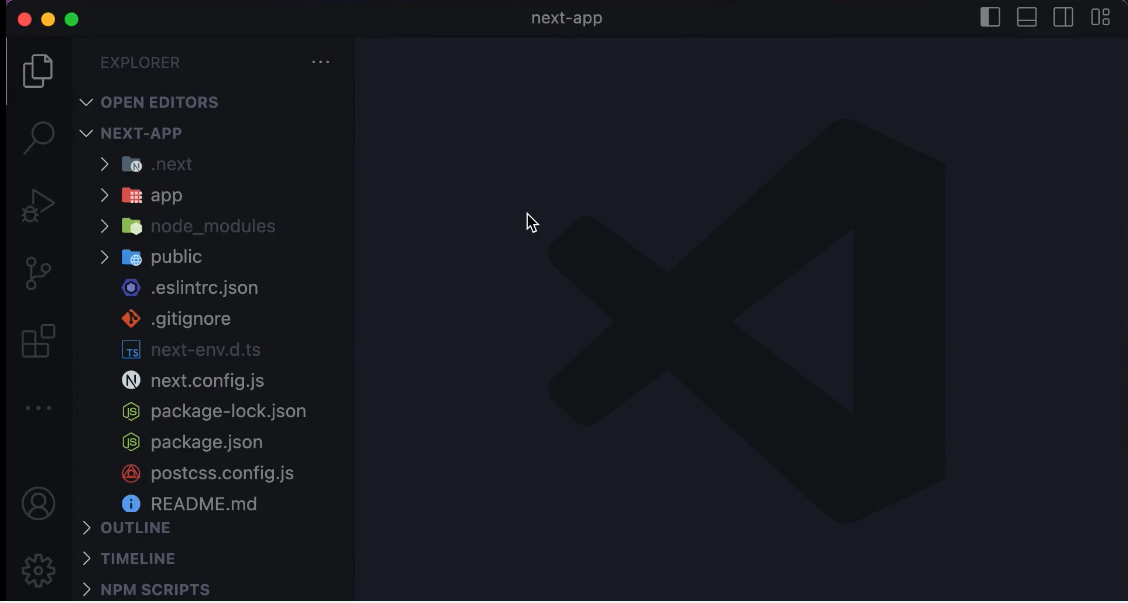 next-app
EXPLORER
OPEN EDITORS
NEXT-APP
.next
app
node_modules
public
.eslintrc.json
.gitignore
next-env.d.ts
next.config.js
package-lock.json
package.json
postcss.config.js
README.md
OUTLINE
TIMELINE
NPM SCRIPTS